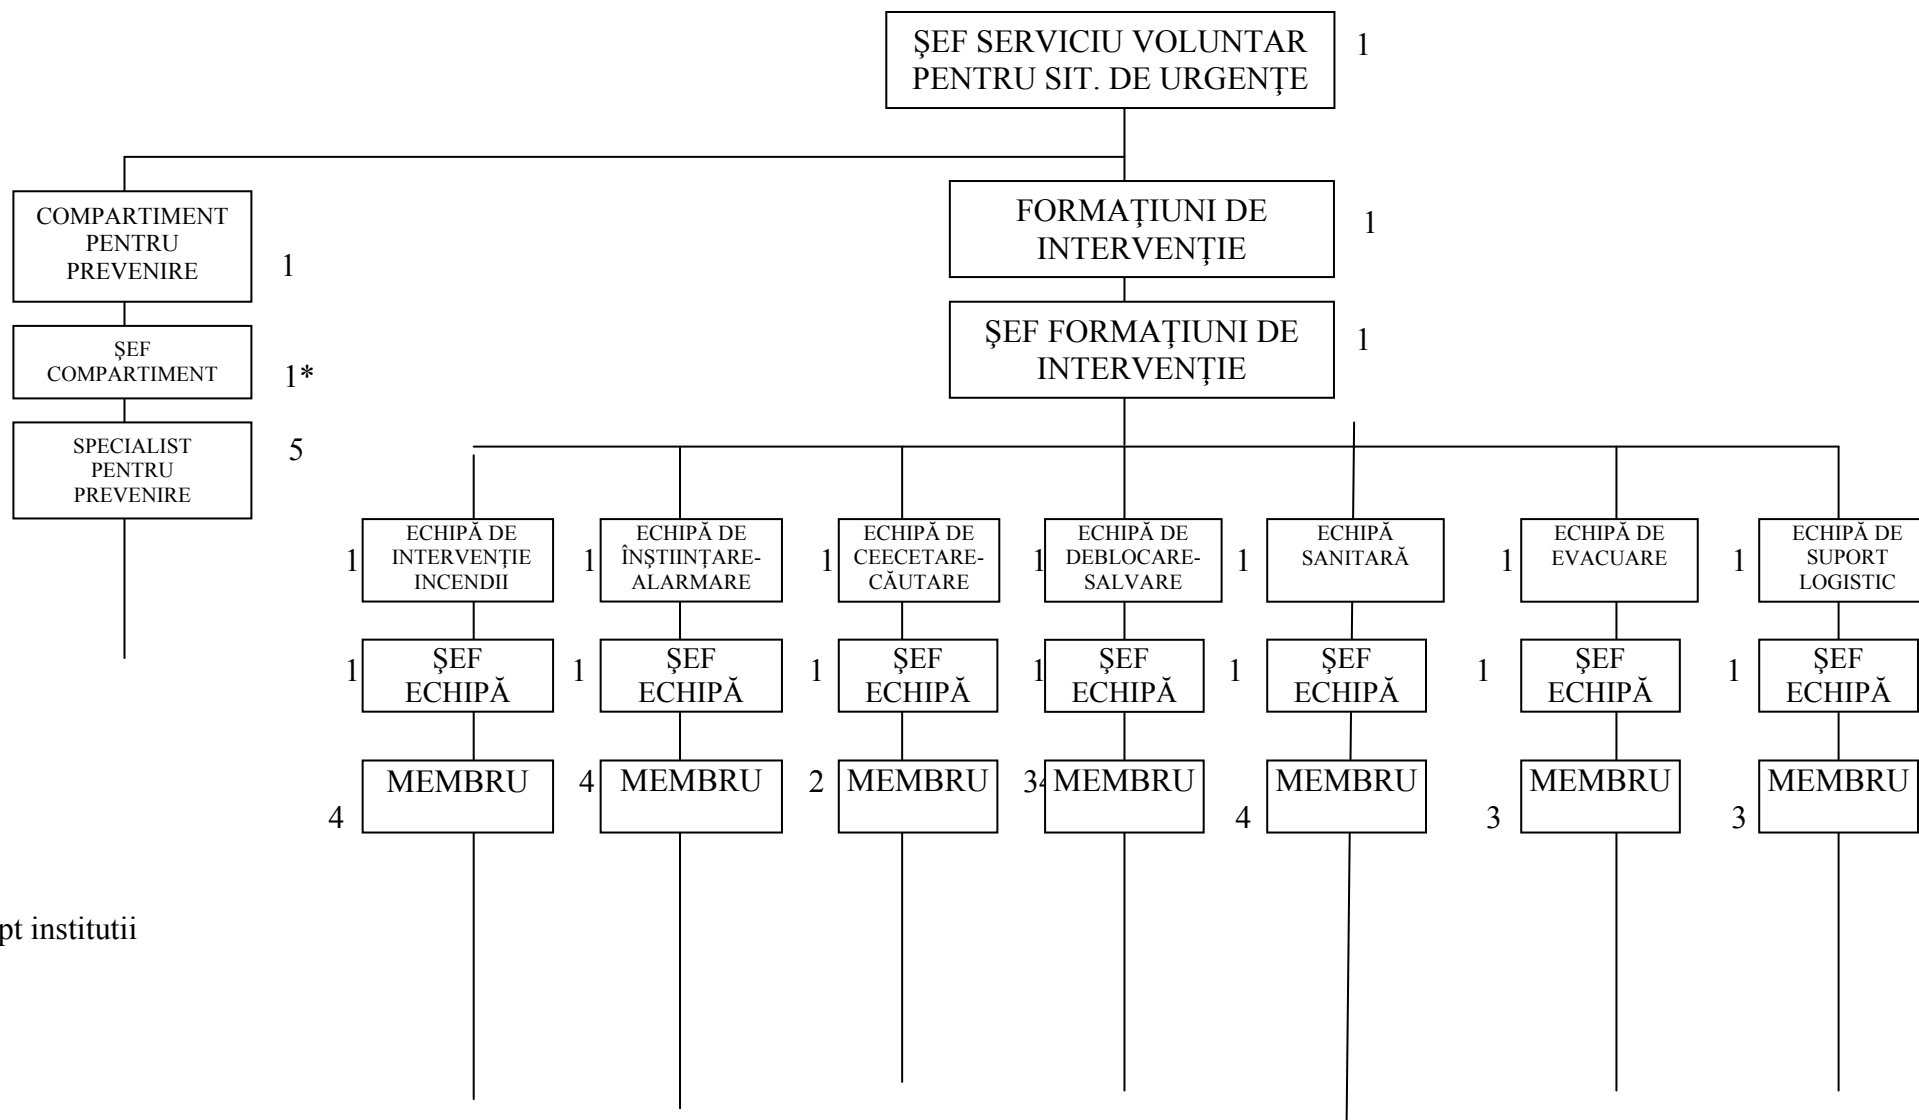 ŞEF SERVICIU VOLUNTAR
PENTRU SIT. DE URGENŢE
1
COMPARTIMENT
PENTRU
PREVENIRE
1
FORMAŢIUNI DE
INTERVENŢIE
1
ŞEF
COMPARTIMENT
1*
ŞEF FORMAŢIUNI DE
INTERVENŢIE
1
SPECIALIST
PENTRU
PREVENIRE
5
1
ECHIPĂ DE
INTERVENŢIE
INCENDII
1
ECHIPĂ DE
ÎNŞTIINŢARE-
ALARMARE
1
ECHIPĂ DE
CEECETARE-
CĂUTARE
1
ECHIPĂ DE
DEBLOCARE-
SALVARE
1
ECHIPĂ
SANITARĂ
1
ECHIPĂ DE
EVACUARE
1
ECHIPĂ DE
SUPORT
LOGISTIC
1
ŞEF
ECHIPĂ
1
ŞEF
ECHIPĂ
1
ŞEF
ECHIPĂ
1
ŞEF
ECHIPĂ
1
ŞEF
ECHIPĂ
1
ŞEF
ECHIPĂ
1
ŞEF
ECHIPĂ
4
MEMBRU
4
MEMBRU
2
MEMBRU
34
MEMBRU
4
MEMBRU
3
MEMBRU
3
MEMBRU
pt institutii